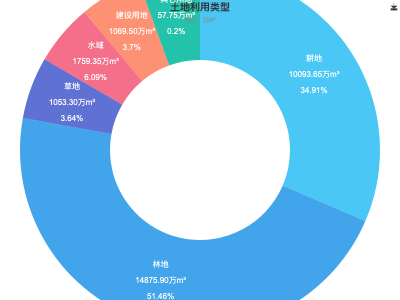 土地利用类型
57.75万m²
0.2%
建设用地
1069.50万m²
3.7%
水域
1759.35万m²
6.09%
草地
1053.30万m²
3.64%
耕地
10093.65万m²
34.91%
林地
14875.90万m²
51.46%